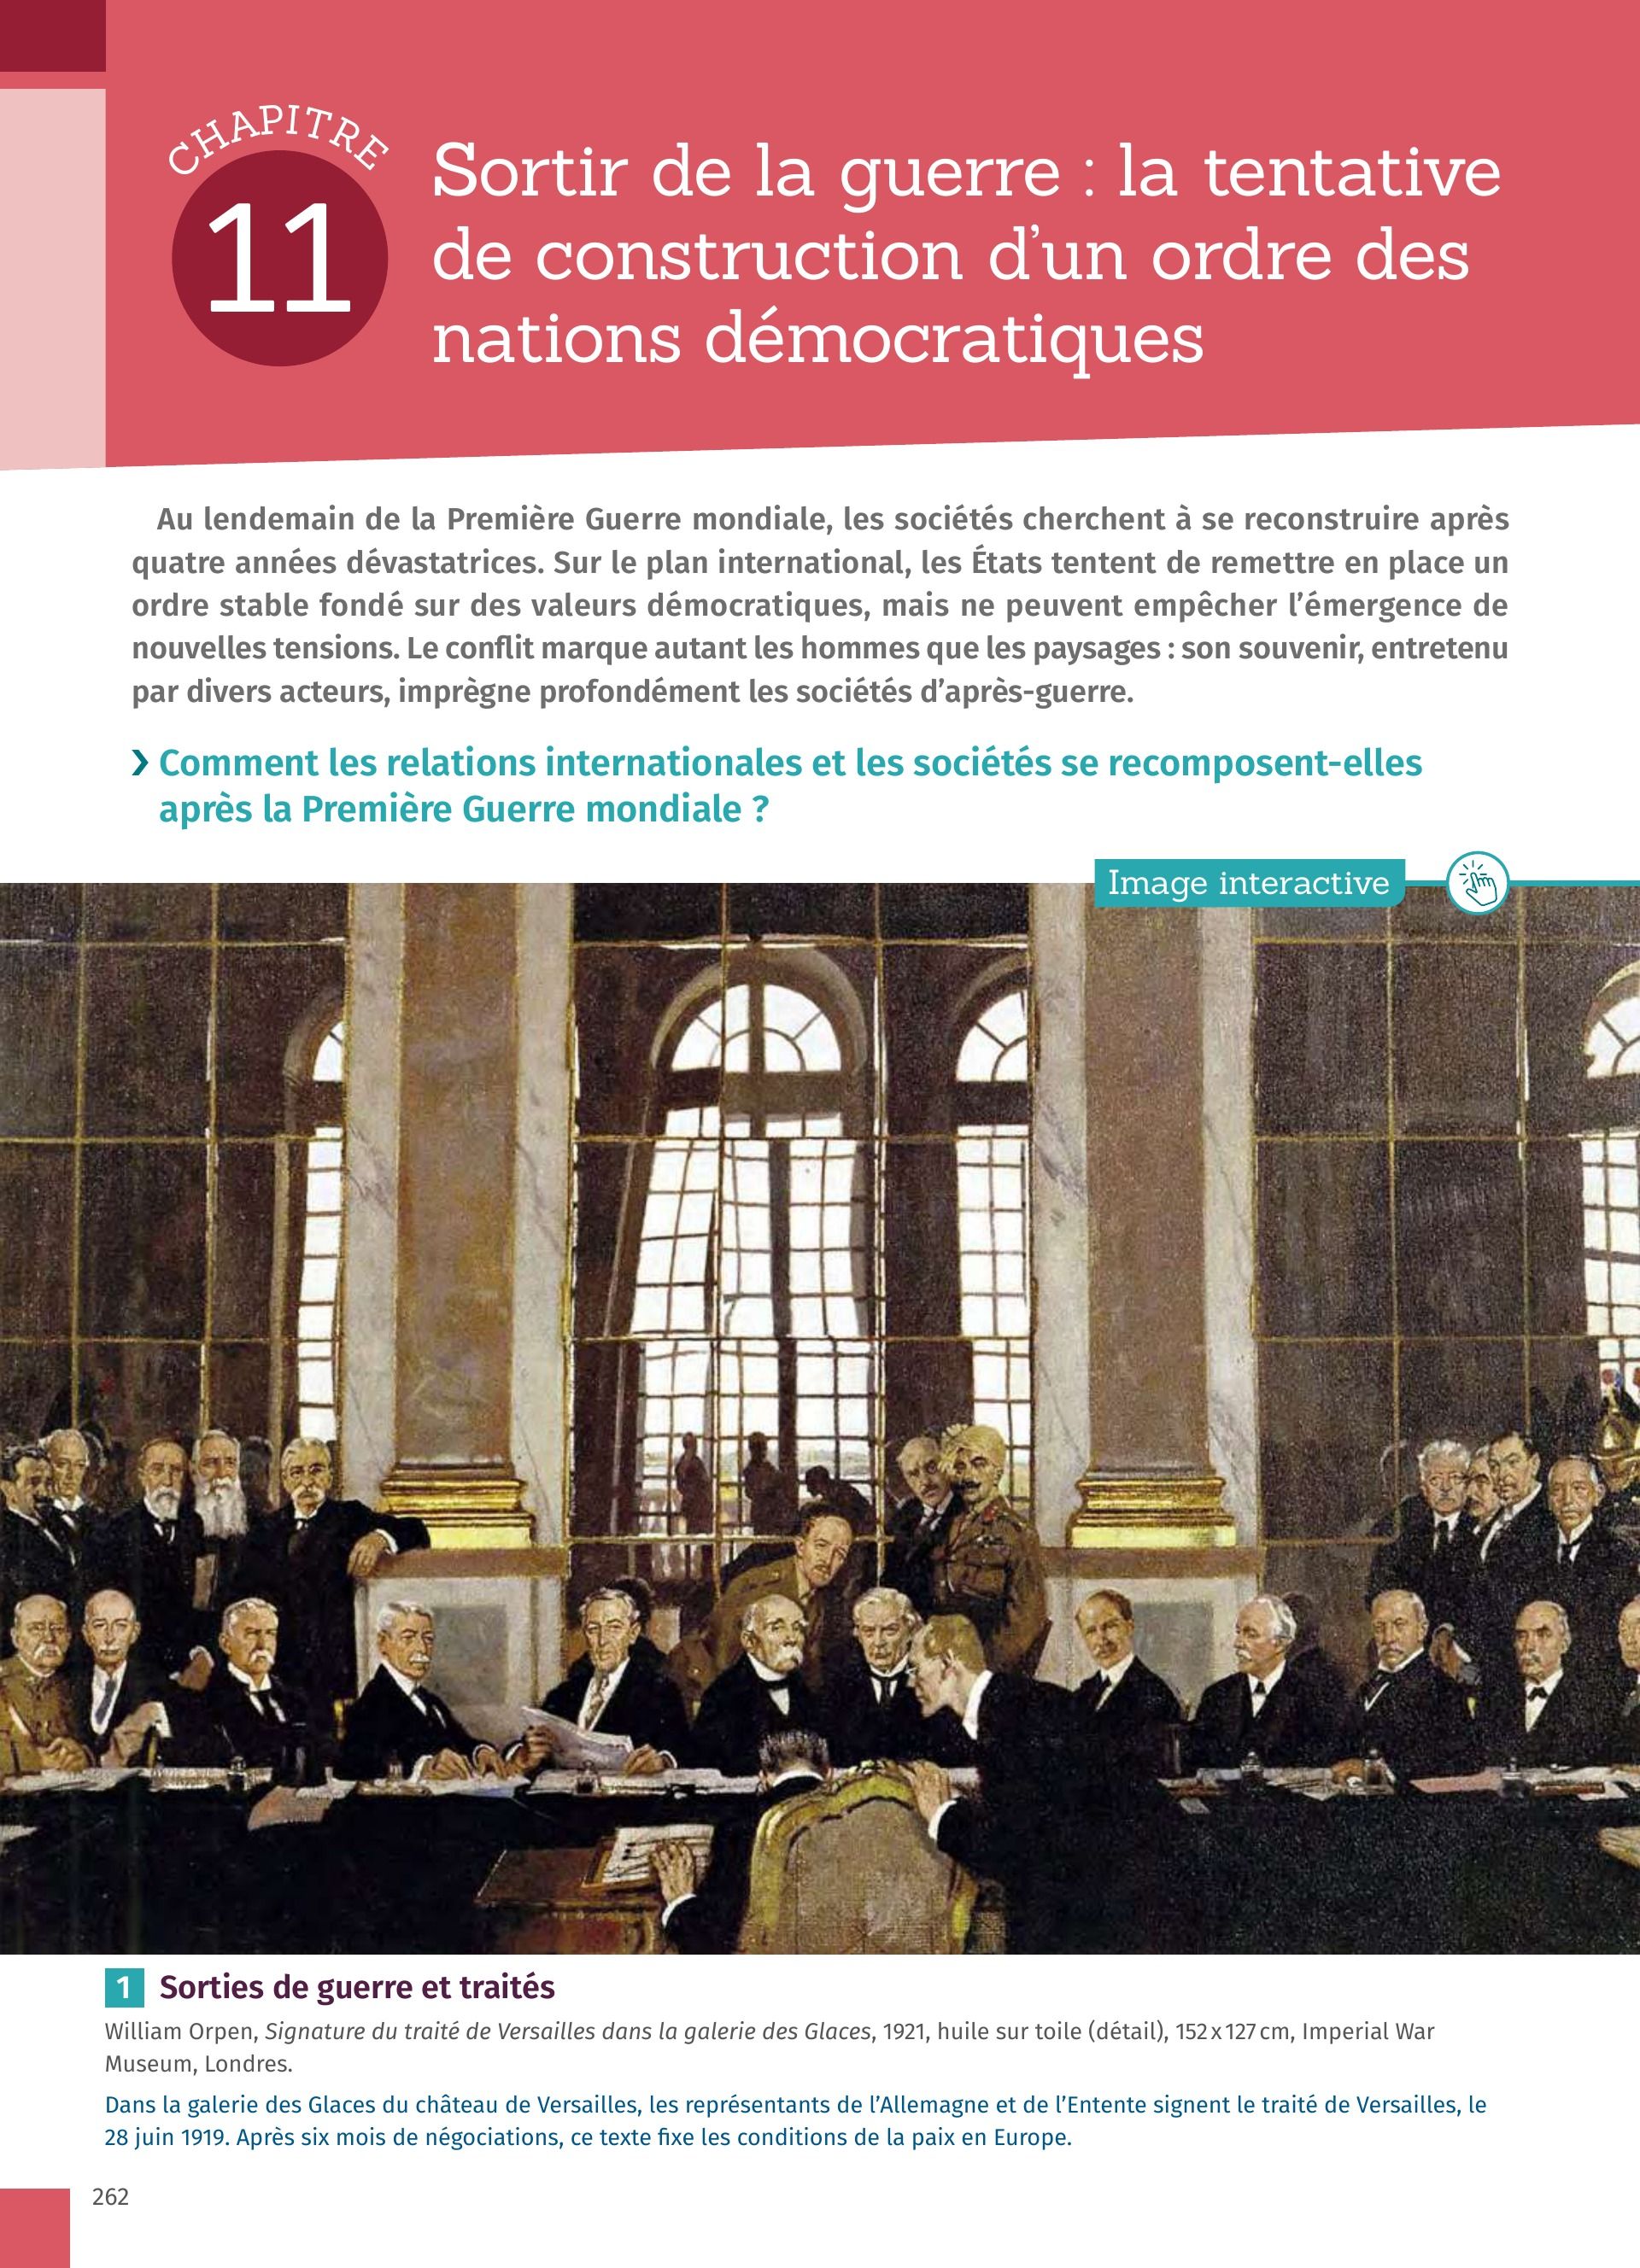 CHAPITRE
11
Sortir de la guerre : la tentative
de construction d’un ordre des
nations démocratiques
Au lendemain de la Première Guerre mondiale, les sociétés cherchent à se reconstruire après
quatre années dévastatrices. Sur le plan international, les États tentent de remettre en place un
ordre stable fondé sur des valeurs démocratiques, mais ne peuvent empêcher l’émergence de
nouvelles tensions. Le conflit marque autant les hommes que les paysages : son souvenir, entretenu
par divers acteurs, imprègne profondément les sociétés d’après-guerre.
› Comment les relations internationales et les sociétés se recomposent-elles
après la Première Guerre mondiale ?
Image interactive
1 Sorties de guerre et traités
William Orpen, Signature du traité de Versailles dans la galerie des Glaces, 1921, huile sur toile (détail), 152 x 127 cm, Imperial War
Museum, Londres.
Dans la galerie des Glaces du château de Versailles, les représentants de l’Allemagne et de l’Entente signent le traité de Versailles, le
28 juin 1919. Après six mois de négociations, ce texte fixe les conditions de la paix en Europe.
262